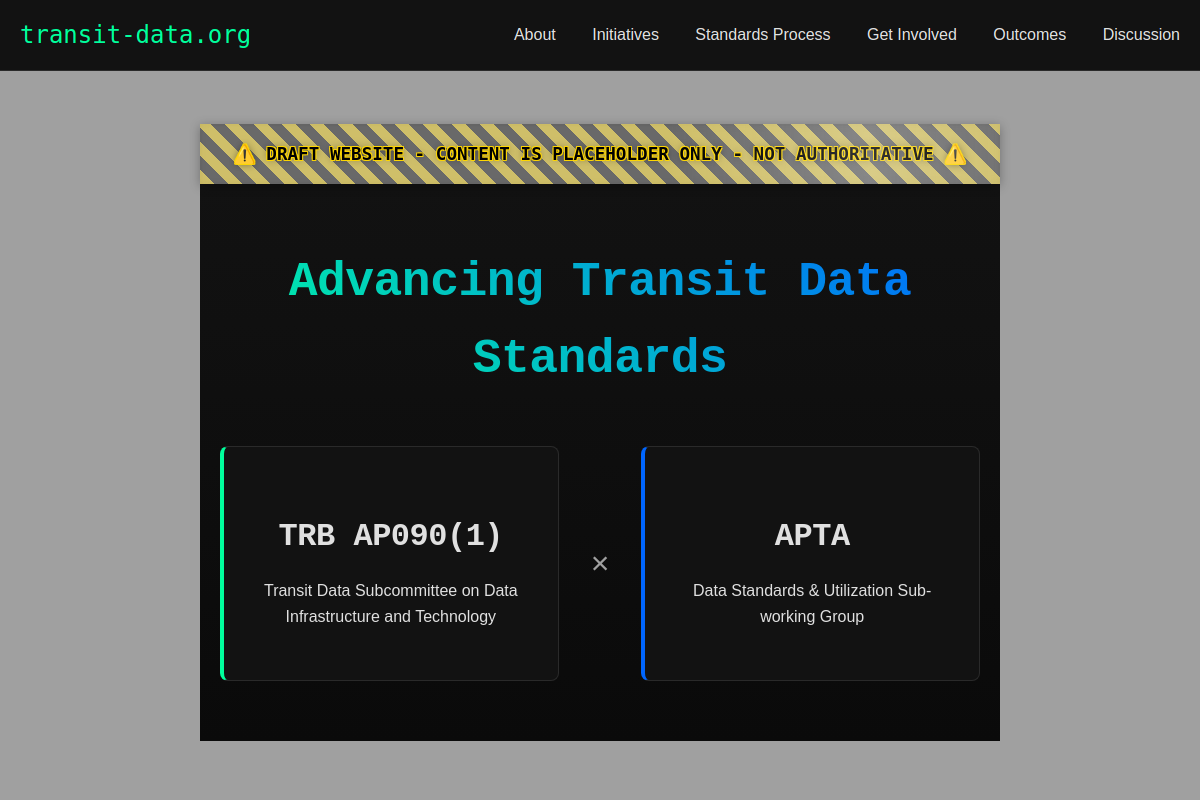 transit-data.org
About Initiatives Standards Process Get Involved Outcomes Discussion
⚠️ DRAFT WEBSITE - CONTENT IS PLACEHOLDER ONLY - NOT AUTHORITATIVE ⚠️
Advancing Transit Data
Standards
TRB AP090(1)
Transit Data Subcommittee on Data
Infrastructure and Technology
×
APTA
Data Standards & Utilization Sub-
working Group